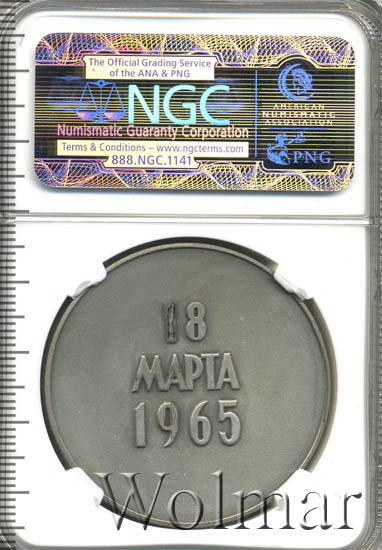 The Official Grading Service
of the ANA & PNG
NGC
Numismatic Guaranty Corporation
Terms & Conditions – www.ngcterms.com
888.NGC.1141
AMERICAN
NUMISMATIC
ASSOCIATION
PNG
18
МАРТА
1965
Wolmar